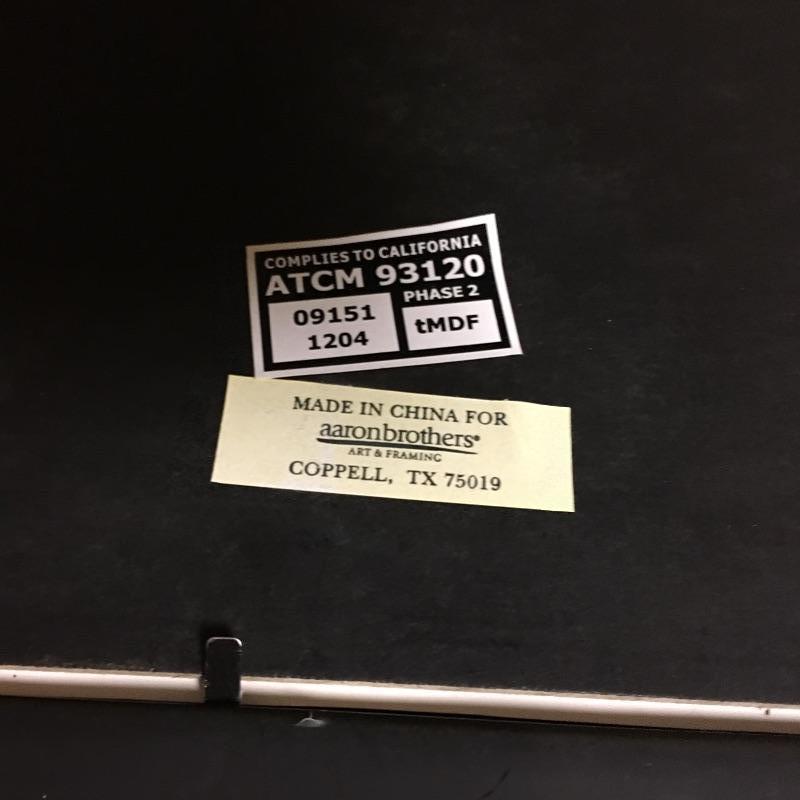 COMPLIES TO CALIFORNIA
ATCM 93120
PHASE 2
09151
1204
tMDF
MADE IN CHINA FOR
aaronbrothers®
ART & FRAMING
COPPELL, TX 75019